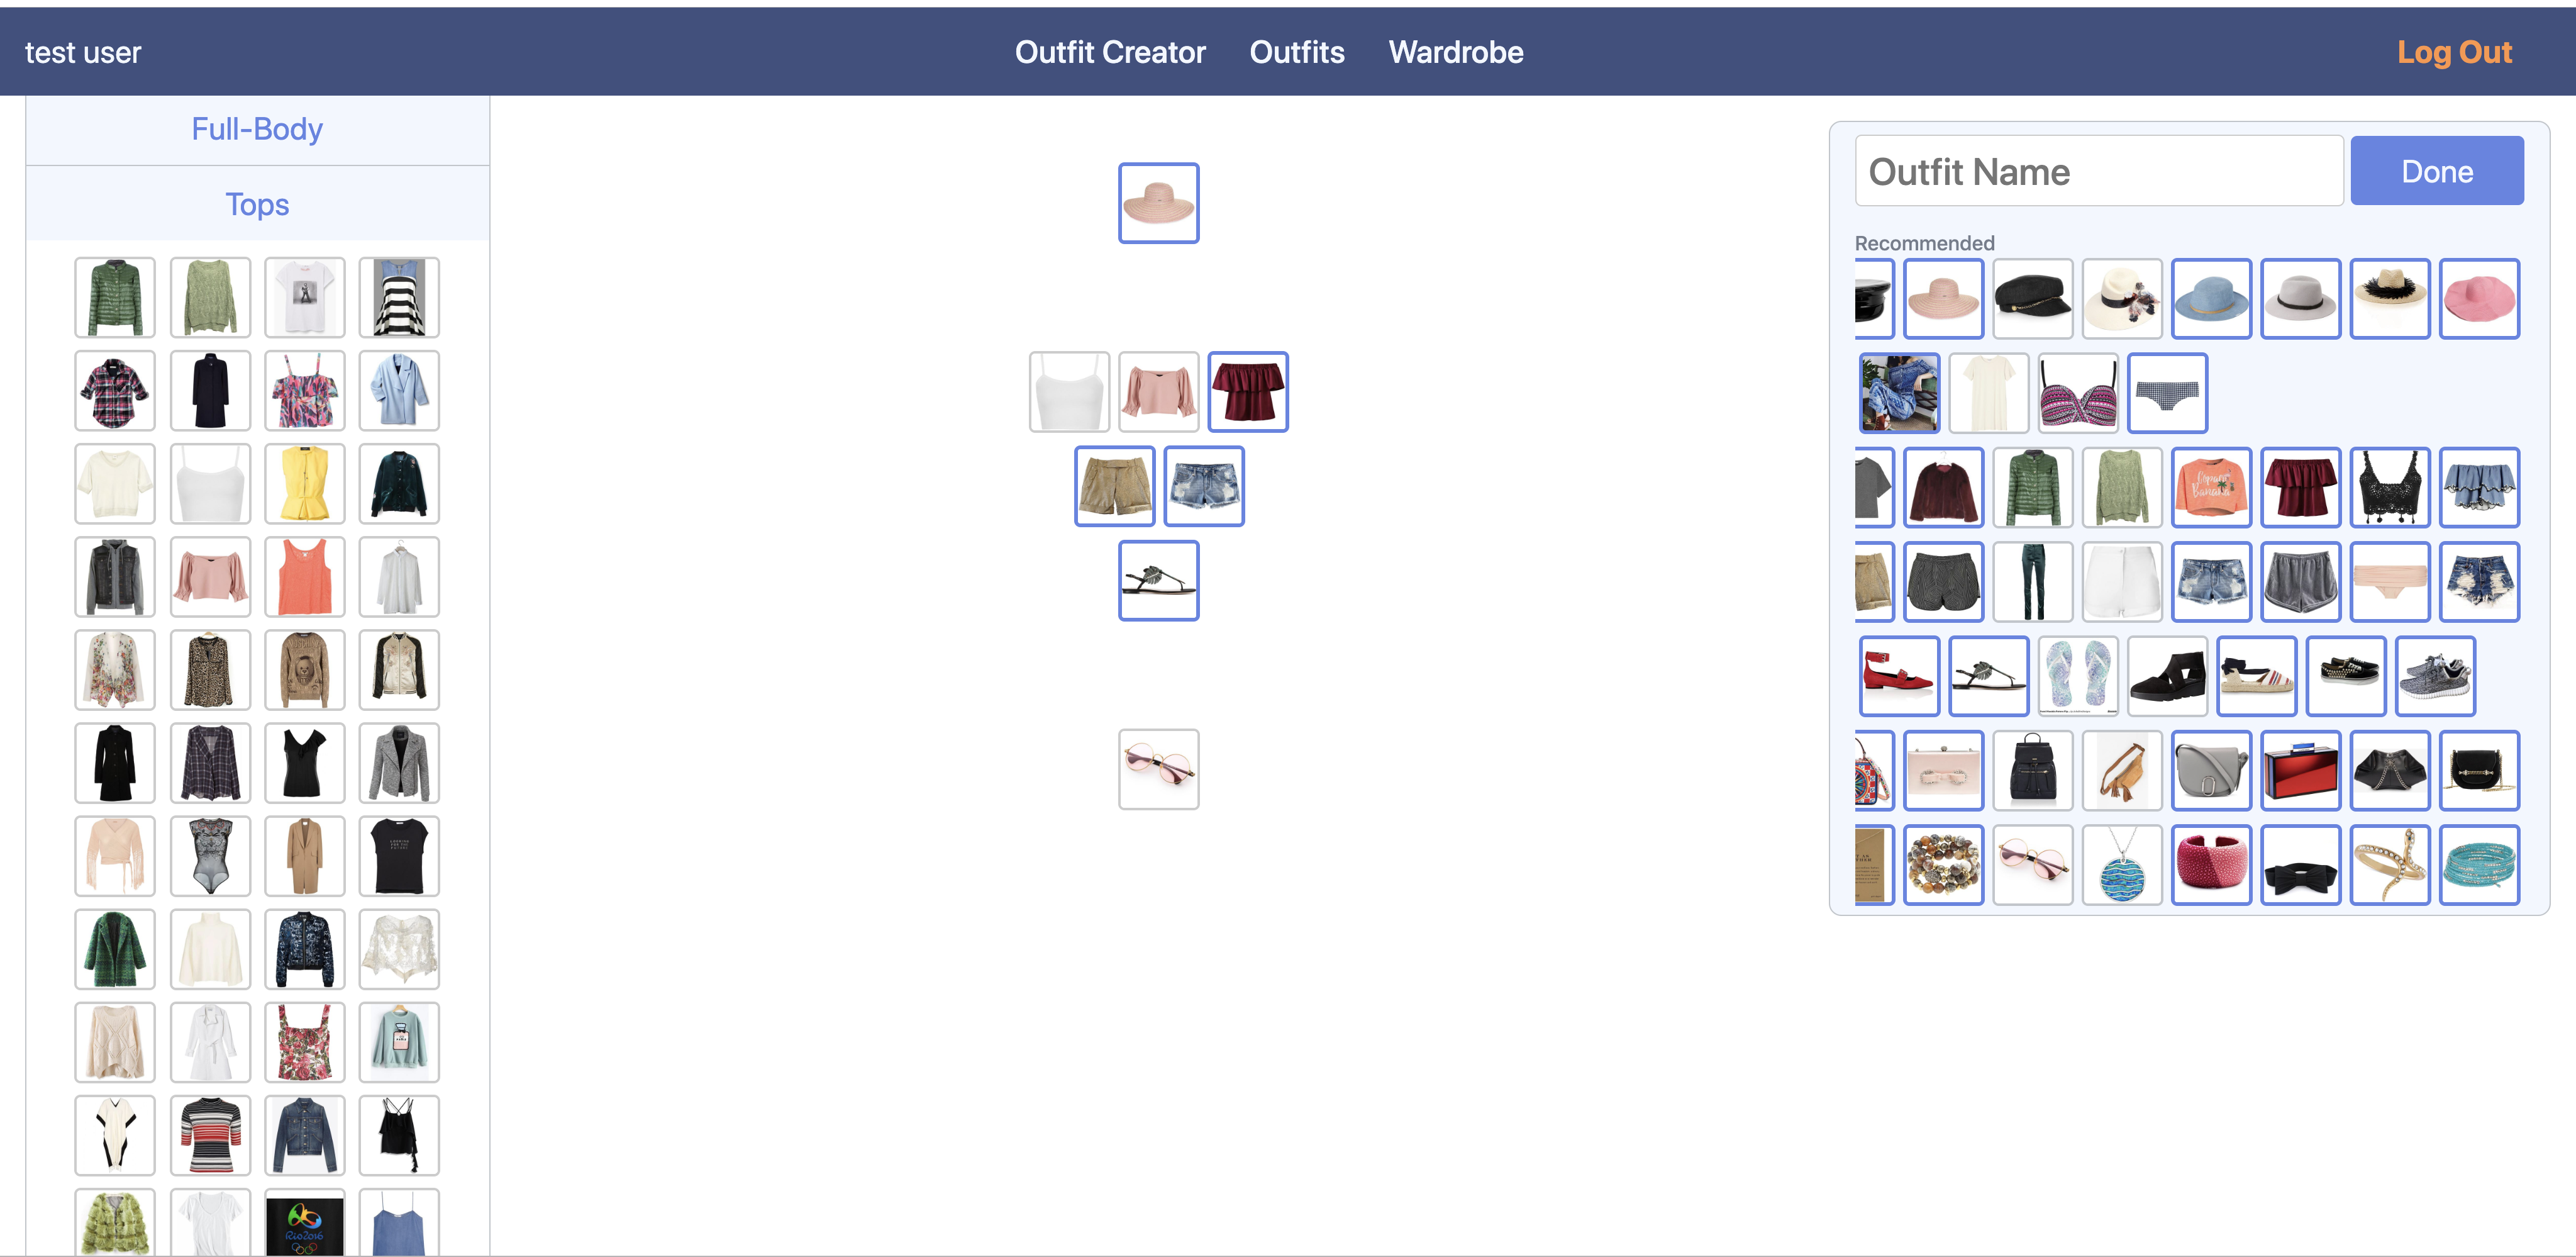 test user
Outfit Creator
Outfits
Wardrobe
Log Out
Full-Body
Tops
Outfit Name
Done
Recommended
Rio2016